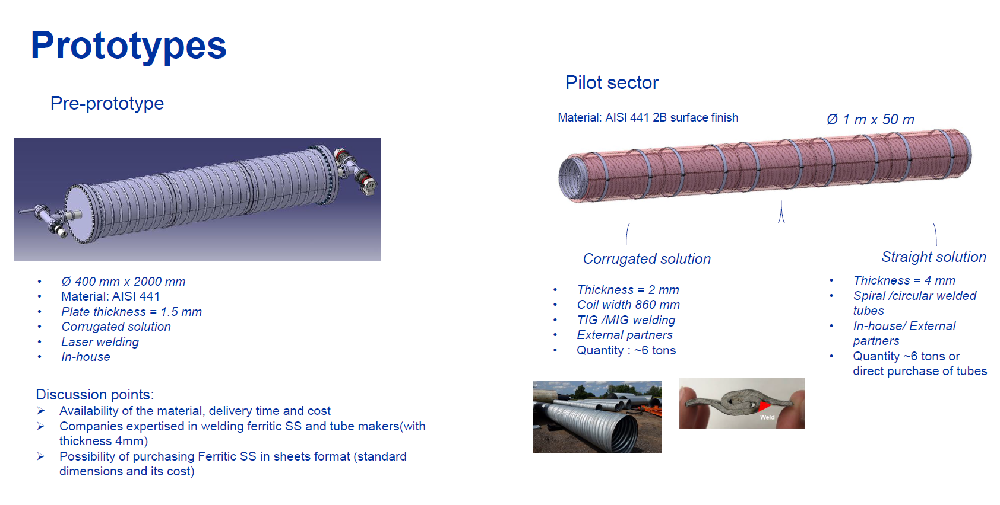 Prototypes
Pre-prototype
• Ø 400 mm x 2000 mm
• Material: AISI 441
• Plate thickness = 1.5 mm
• Corrugated solution
• Laser welding
• In-house
Discussion points:
➢ Availability of the material, delivery time and cost
➢ Companies expertised in welding ferritic SS and tube makers(with
thickness 4mm)
➢ Possibility of purchasing Ferritic SS in sheets format (standard
dimensions and its cost)
Pilot sector
Material: AISI 441 2B surface finish
Ø 1 m x 50 m
Corrugated solution
• Thickness = 2 mm
• Coil width 860 mm
• TIG /MIG welding
• External partners
• Quantity : ~6 tons
Weld
Straight solution
• Thickness = 4 mm
• Spiral /circular welded
tubes
• In-house/ External
partners
• Quantity ~6 tons or
direct purchase of tubes